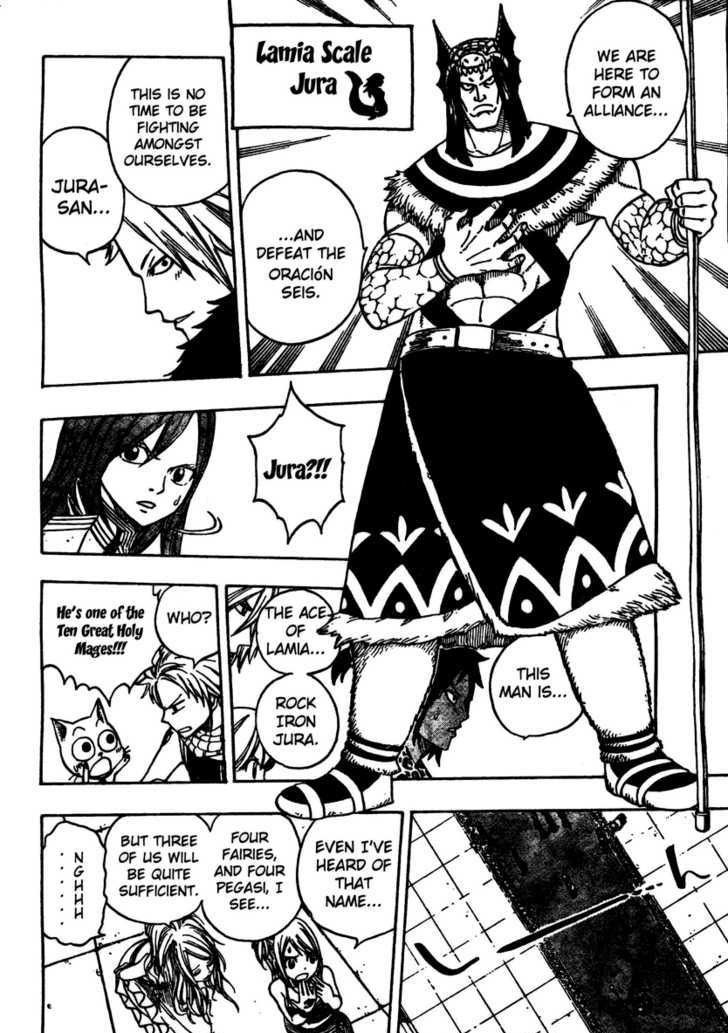 WE ARE
HERE TO
FORM AN
ALLIANCE...
Lamia Scale
Jura
...AND
DEFEAT THE
ORACIÓN
SEIS.
THIS IS NO
TIME TO BE
FIGHTING
AMONGST
OURSELVES.
JURA-
SAN...
Jura?!!
THIS
MAN IS...
THE ACE
OF
LAMIA...
ROCK
IRON
JURA.
WHO?
He's one of the
Ten Great Holy
Mages!!!
んー し
EVEN I'VE
HEARD OF
THAT
NAME...
FOUR
FAIRIES,
AND FOUR
PEGASI, I
SEE...
BUT THREE
OF US WILL
BE QUITE
SUFFICIENT.
...NGHHH...